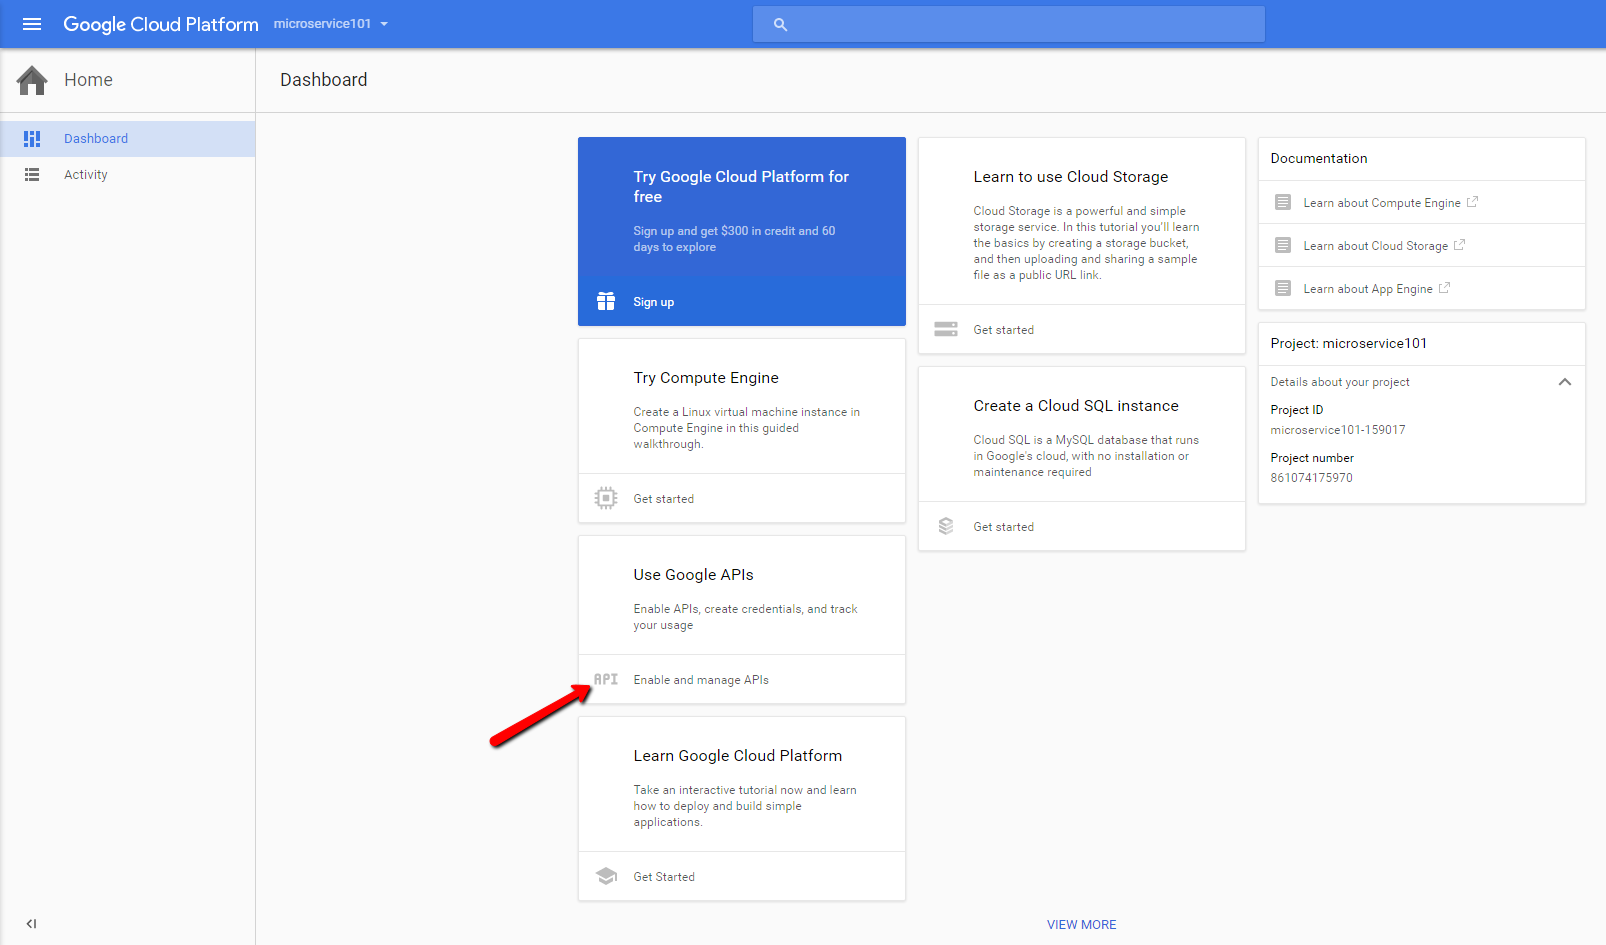 Google Cloud Platform microservice101
Home
Dashboard
Dashboard
Activity
Try Google Cloud Platform for
free
Sign up and get $300 in credit and 60
days to explore
Sign up
Try Compute Engine
Create a Linux virtual machine instance in
Compute Engine in this guided
walkthrough.
Get started
Use Google APIs
Enable APIs, create credentials, and track
your usage
API Enable and manage APIs
Learn Google Cloud Platform
Take an interactive tutorial now and learn
how to deploy and build simple
applications.
Get Started
Learn to use Cloud Storage
Cloud Storage is a powerful and simple
storage service. In this tutorial you'll learn
the basics by creating a storage bucket,
and then uploading and sharing a sample
file as a public URL link.
Get started
Create a Cloud SQL instance
Cloud SQL is a MySQL database that runs
in Google's cloud, with no installation or
maintenance required
Get started
Documentation
Learn about Compute Engine
Learn about Cloud Storage
Learn about App Engine
Project: microservice101
Details about your project
Project ID
microservice101-159017
Project number
861074175970
VIEW MORE